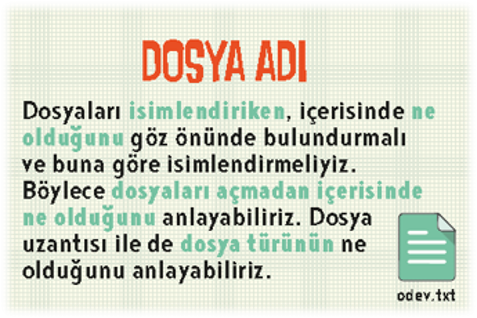 DOSYA ADI
Dosyaları isimlendiriken, içerisinde ne
olduğunu göz önünde bulundurmalı
ve buna göre isimlendirmeliyiz.
Böylece dosyaları açmadan içerisinde
ne olduğunu anlayabiliriz. Dosya
uzantısı ile de dosya türünün ne
olduğunu anlayabiliriz.
odev.txt